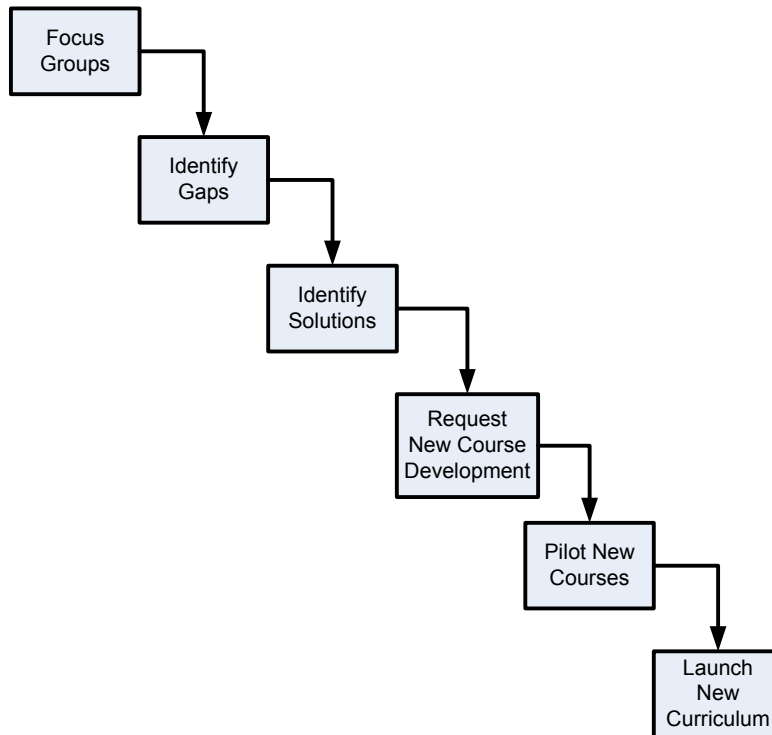 Focus
Groups
Identify
Gaps
Identify
Solutions
Request
New Course
Development
Pilot New
Courses
Launch
New
Curriculum